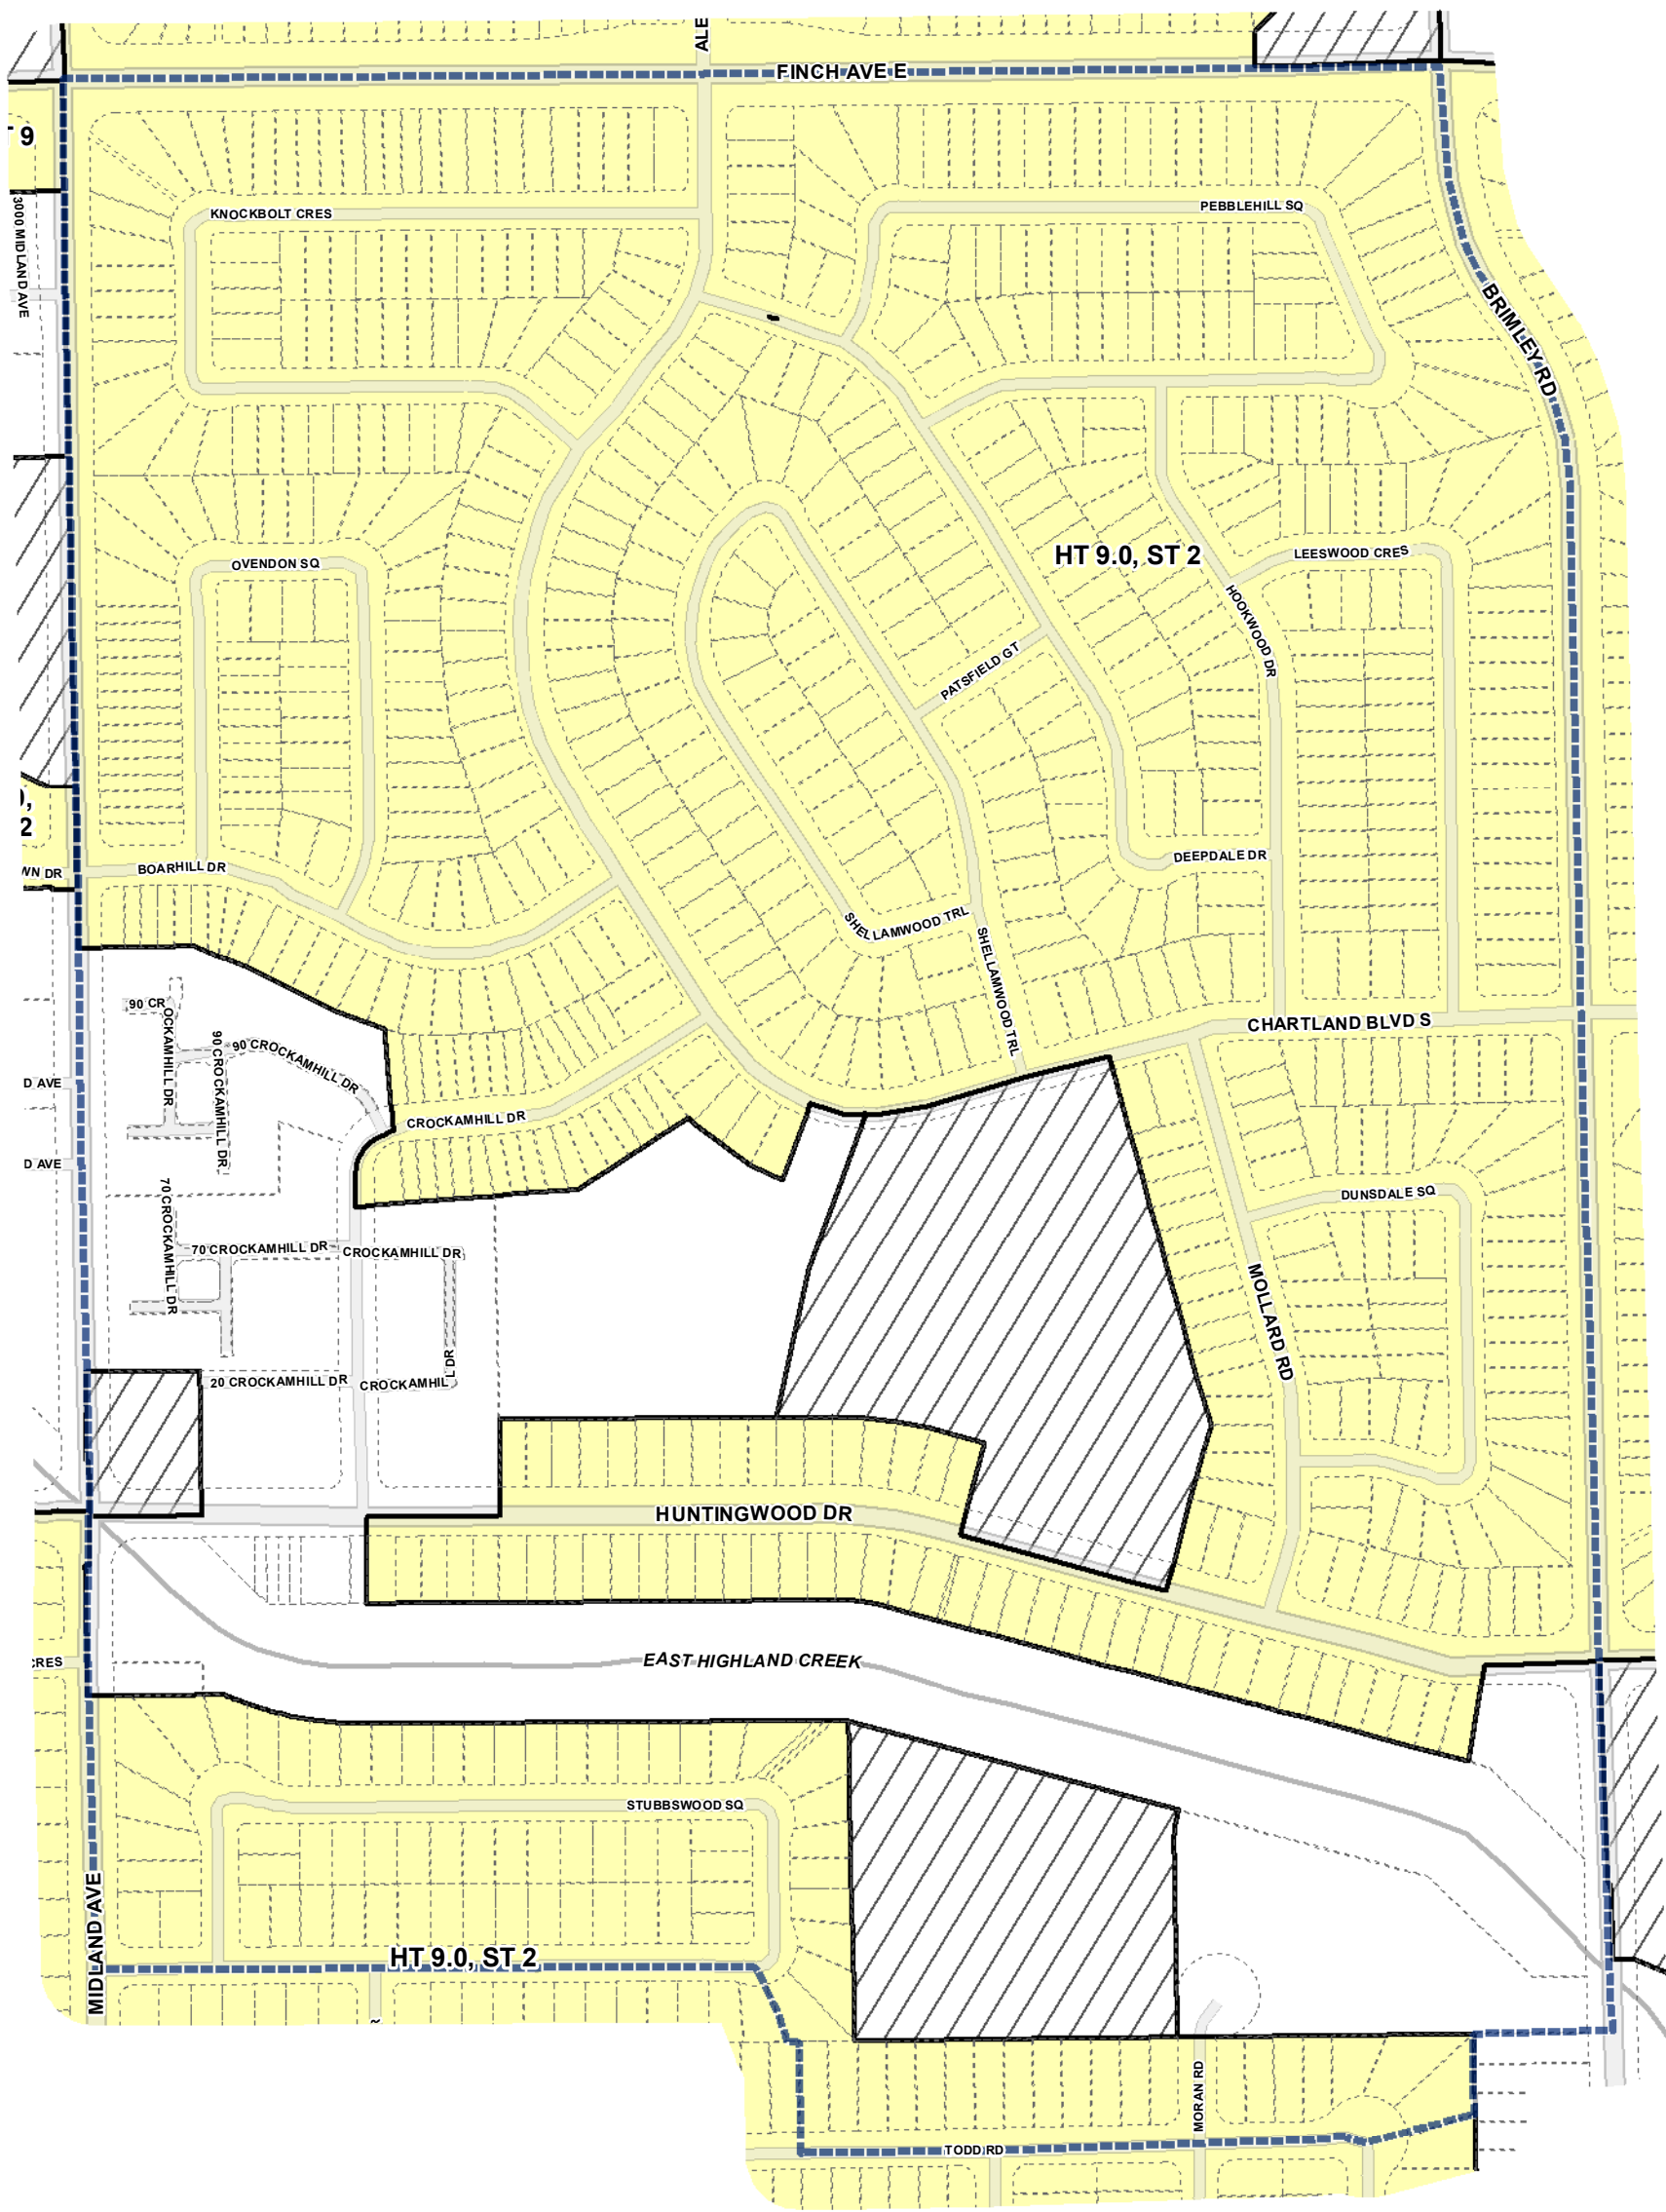 ALE
FINCH AVE E
T 9
3000 MIDLAND AVE
KNOCKBOLT CRES
PEBBLEHILL SQ
BRIMLEY RD
HT 9.0, ST 2
LEESWOOD CRES
OVENDON SQ
HOOKWOOD DR
PATSFIELD GT
),
2
WN DR
BOARHILL DR
DEEPDALE DR
SHELLAMWOOD TRL
SHELLAMWOOD TRL
CHARTLAND BLVD S
90 CROCKAMHILL DR
90 CROCKAMHILL DR
90 CROCKAMHILL DR
D AVE
CROCKAMHILL DR
D AVE
70 CROCKAMHILL DR
DUNSDALE SQ
70 CROCKAMHILL DR
CROCKAMHILL DR
MOLLARD RD
20 CROCKAMHILL DR
CROCKAMHILL DR
HUNTINGWOOD DR
CRES
EAST HIGHLAND CREEK
STUBBSWOOD SQ
MIDLAND AVE
HT 9.0, ST 2
MORAN RD
TODD RD